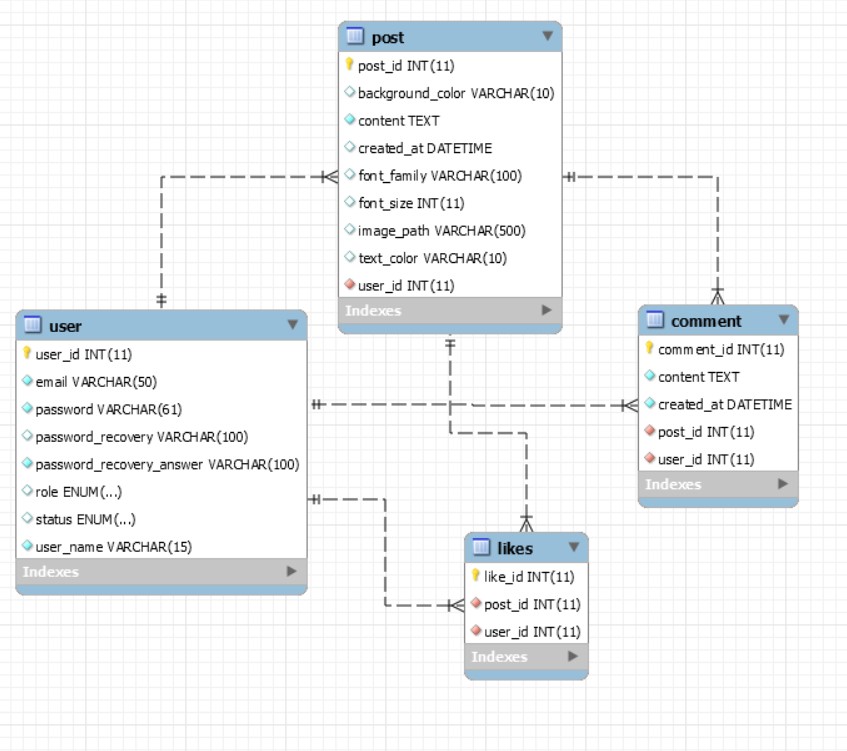 post
post_id INT(11)
background_color VARCHAR(10)
content TEXT
created_at DATETIME
font_family VARCHAR(100)
font_size INT(11)
image_path VARCHAR(500)
text_color VARCHAR(10)
user_id INT(11)
Indexes
user
user_id INT(11)
email VARCHAR(50)
password VARCHAR(61)
password_recovery VARCHAR(100)
password_recovery_answer VARCHAR(100)
role ENUM(...)
status ENUM(...)
user_name VARCHAR(15)
Indexes
comment
comment_id INT(11)
content TEXT
created_at DATETIME
post_id INT(11)
user_id INT(11)
Indexes
likes
like_id INT(11)
post_id INT(11)
user_id INT(11)
Indexes